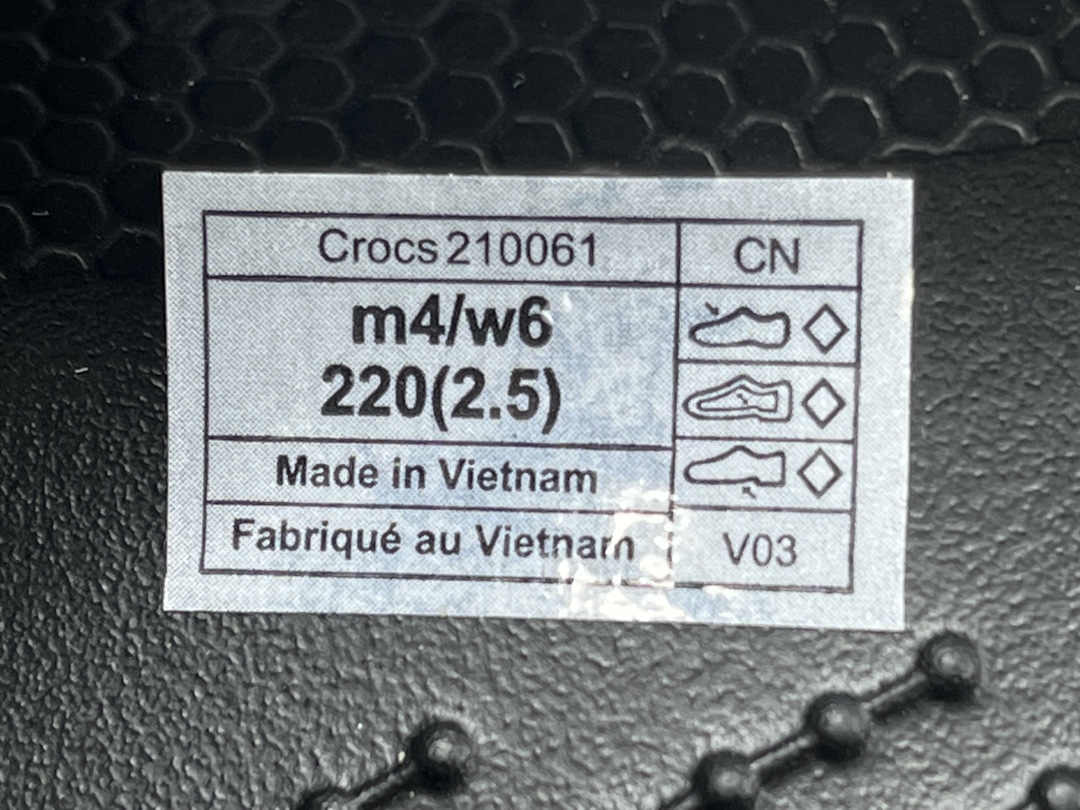 Crocs 210061
CN
m4/w6
220(2.5)
Made in Vietnam
Fabriqué au Vietnam
V03